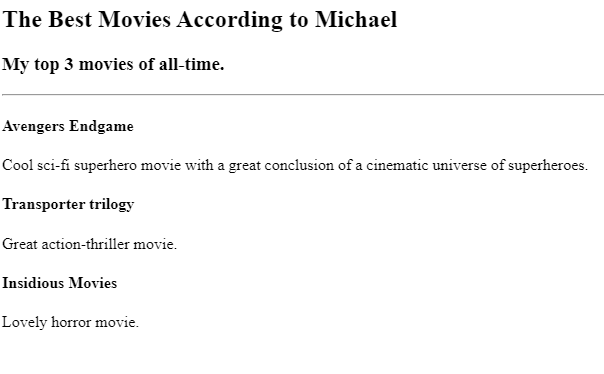 The Best Movies According to Michael
My top 3 movies of all-time.
Avengers Endgame
Cool sci-fi superhero movie with a great conclusion of a cinematic universe of superheroes.
Transporter trilogy
Great action-thriller movie.
Insidious Movies
Lovely horror movie.